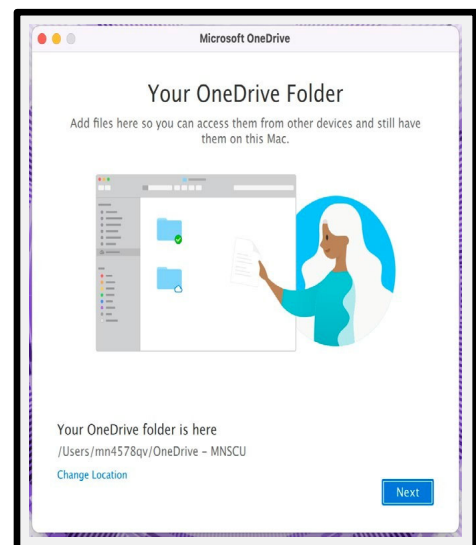 Microsoft OneDrive
Your OneDrive Folder
Add files here so you can access them from other devices and still have
them on this Mac.
Your OneDrive folder is here
/Users/mn4578qv/OneDrive – MNSCU
Change Location
Next